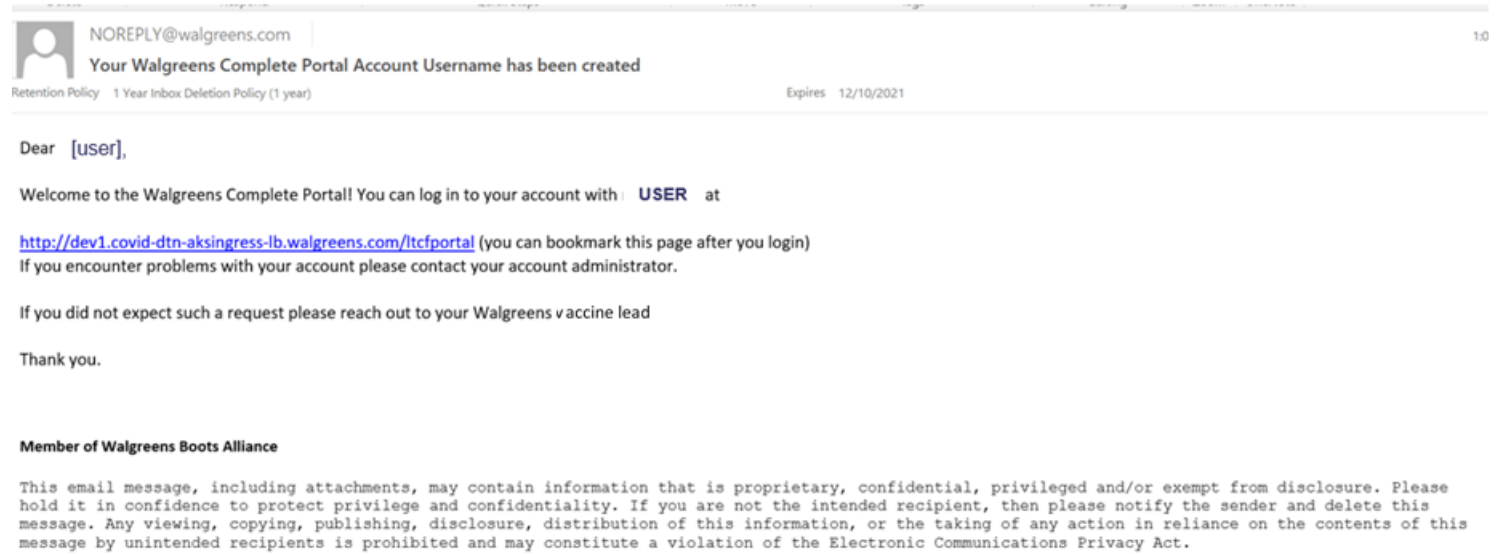 NOREPLY@walgreens.com
1:0
Your Walgreens Complete Portal Account Username has been created
Retention Policy 1 Year Inbox Deletion Policy (1 year) Expires 12/10/2021
Dear [user],
Welcome to the Walgreens Complete Portal! You can log in to your account with USER at
http://dev1.covid-dtn-aksingress-lb.walgreens.com/ltcfportal (you can bookmark this page after you login)
If you encounter problems with your account please contact your account administrator.
If you did not expect such a request please reach out to your Walgreens vaccine lead
Thank you.
Member of Walgreens Boots Alliance
This email message, including attachments, may contain information that is proprietary, confidential, privileged and/or exempt from disclosure. Please
hold it in confidence to protect privilege and confidentiality. If you are not the intended recipient, then please notify the sender and delete this
message. Any viewing, copying, publishing, disclosure, distribution of this information, or the taking of any action in reliance on the contents of this
message by unintended recipients is prohibited and may constitute a violation of the Electronic Communications Privacy Act.